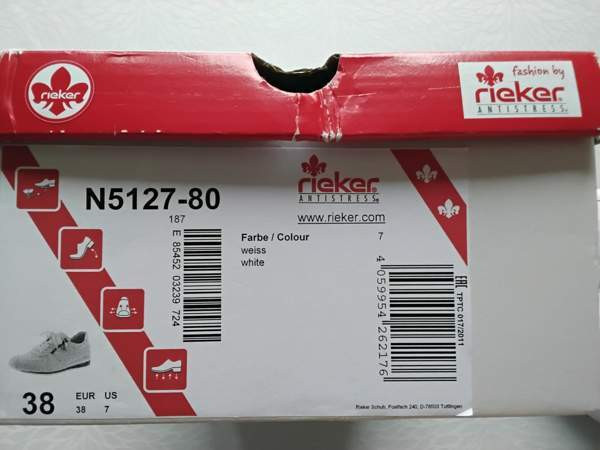 rieker
fashion by
rieker
ANTISTRESS
N5127-80
187
E 85452 03239 724
rieker
ANTISTRESS
www.rieker.com
Farbe / Colour 7
weiss
white
4 059954 262176
EAC
TPTC 017/2011
38 EUR US
38 7
Rieker Schuh, Postfach 240, D-78503 Tuttlingen